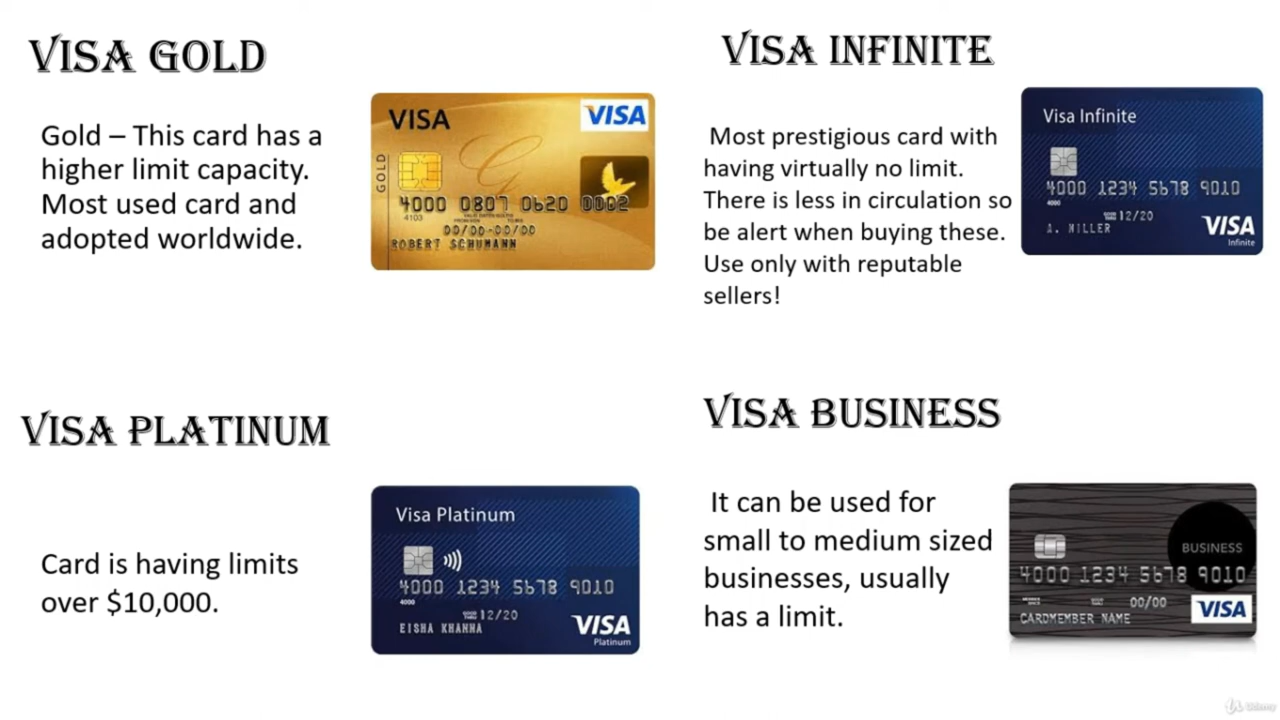 VISA GOLD
Gold – This card has a
higher limit capacity.
Most used card and
adopted worldwide.
VISA
VISA
GOLD
G
4000 0807 0620 0002
4103
00/00-00/00
ROBERT SCHUMANN
VISA INFINITE
Most prestigious card with
having virtually no limit.
There is less in circulation so
be alert when buying these.
Use only with reputable
sellers!
Visa Infinite
4000 1234 5678 9010
4000
12/20
A. MILLER
VISA
Infinite
VISA PLATINUM
Card is having limits
over $10,000.
Visa Platinum
4000 1234 5678 9010
4000
12/20
EISHA KHANNA
VISA
Platinum
VISA BUSINESS
It can be used for
small to medium sized
businesses, usually
has a limit.
BUSINESS
4000 1234 5678 9010
00/00
CARDMEMBER NAME
VISA
Udemy